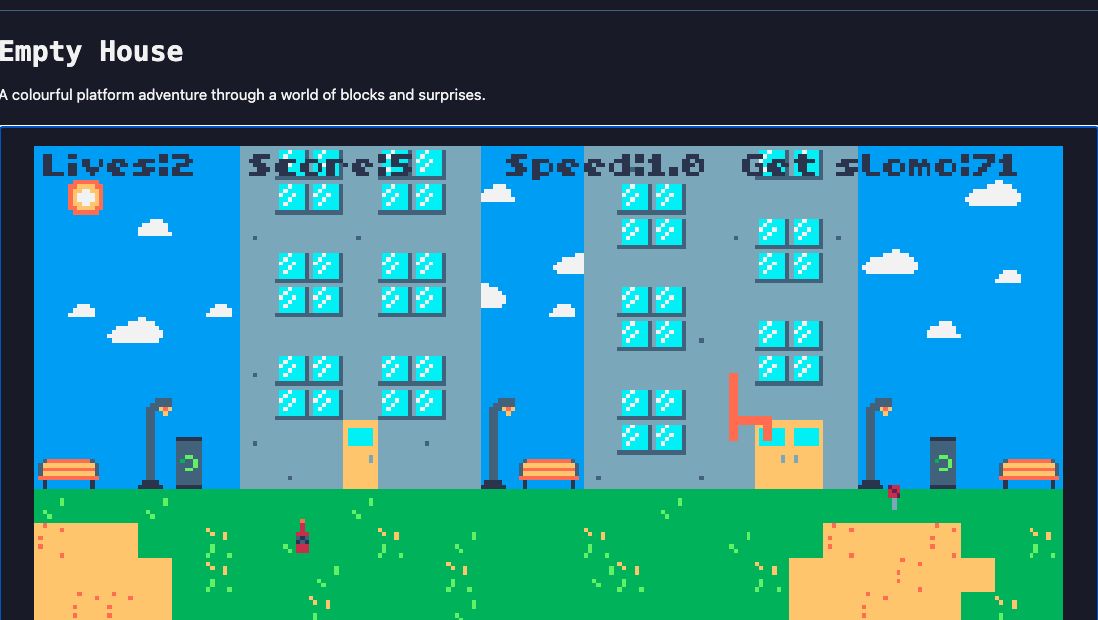 Empty House
A colourful platform adventure through a world of blocks and surprises.
Lives:2 Score:5 Speed:1.0 Get slomo:71